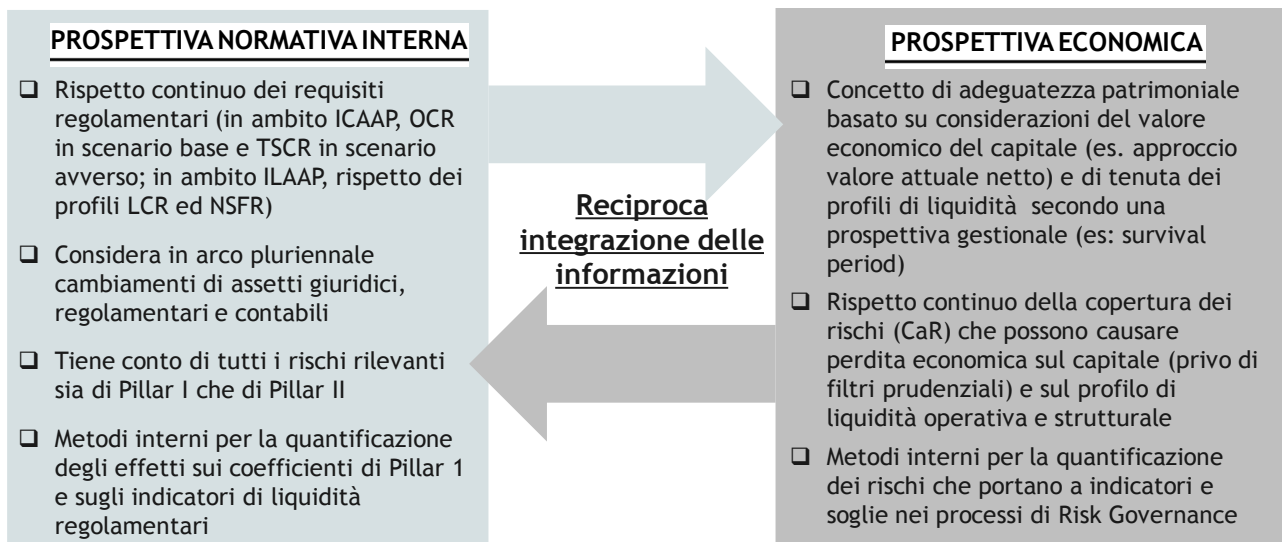 PROSPETTIVA NORMATIVA INTERNA
❑ Rispetto continuo dei requisiti
regolamentari (in ambito ICAAP, OCR
in scenario base e TSCR in scenario
avverso; in ambito ILAAP, rispetto dei
profili LCR ed NSFR)
❑ Considera in arco pluriennale
cambiamenti di assetti giuridici,
regolamentari e contabili
❑ Tiene conto di tutti i rischi rilevanti
sia di Pillar I che di Pillar II
❑ Metodi interni per la quantificazione
degli effetti sui coefficienti di Pillar 1
e sugli indicatori di liquidità
regolamentari
Reciproca
integrazione delle
informazioni
PROSPETTIVA ECONOMICA
❑ Concetto di adeguatezza patrimoniale
basato su considerazioni del valore
economico del capitale (es. approccio
valore attuale netto) e di tenuta dei
profili di liquidità secondo una
prospettiva gestionale (es: survival
period)
❑ Rispetto continuo della copertura dei
rischi (CaR) che possono causare
perdita economica sul capitale (privo di
filtri prudenziali) e sul profilo di
liquidità operativa e strutturale
❑ Metodi interni per la quantificazione
dei rischi che portano a indicatori e
soglie nei processi di Risk Governance